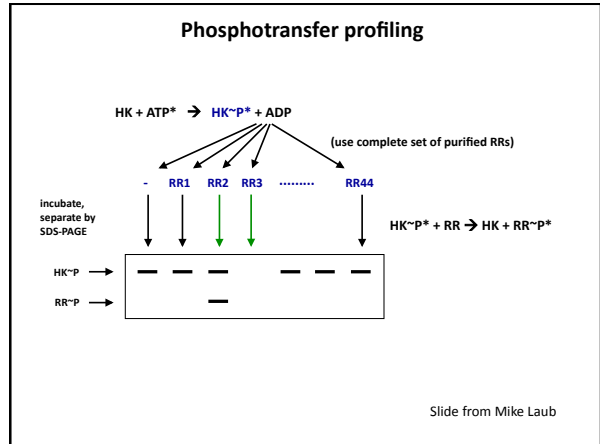 Phosphotransfer profiling
HK + ATP* → HK~P* + ADP
(use complete set of purified RRs)
- RR1 RR2 RR3 ......... RR44
incubate,
separate by
SDS-PAGE
HK~P* + RR → HK + RR~P*
HK~P
RR~P
Slide from Mike Laub